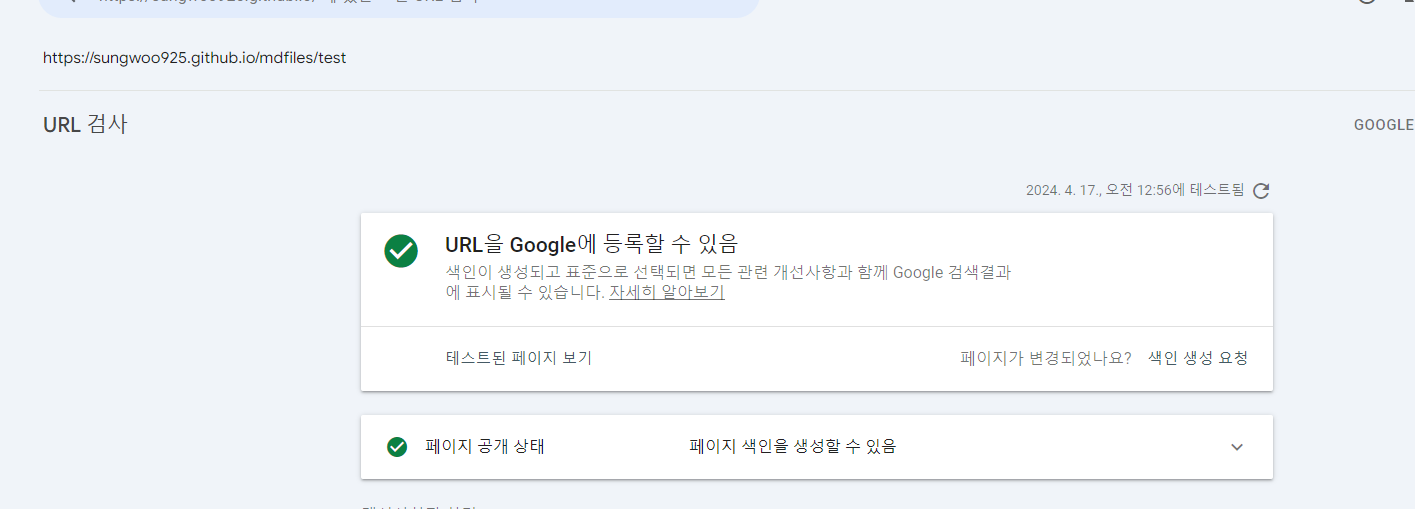 https://sungwoo925.github.io/mdfiles/test
URL 검사
GOOGLE
2024. 4. 17., 오전 12:56에 테스트됨
URL을 Google에 등록할 수 있음
색인이 생성되고 표준으로 선택되면 모든 관련 개선사항과 함께 Google 검색결과
에 표시될 수 있습니다. 자세히 알아보기
테스트된 페이지 보기
페이지가 변경되었나요? 색인 생성 요청
페이지 공개 상태
페이지 색인을 생성할 수 있음